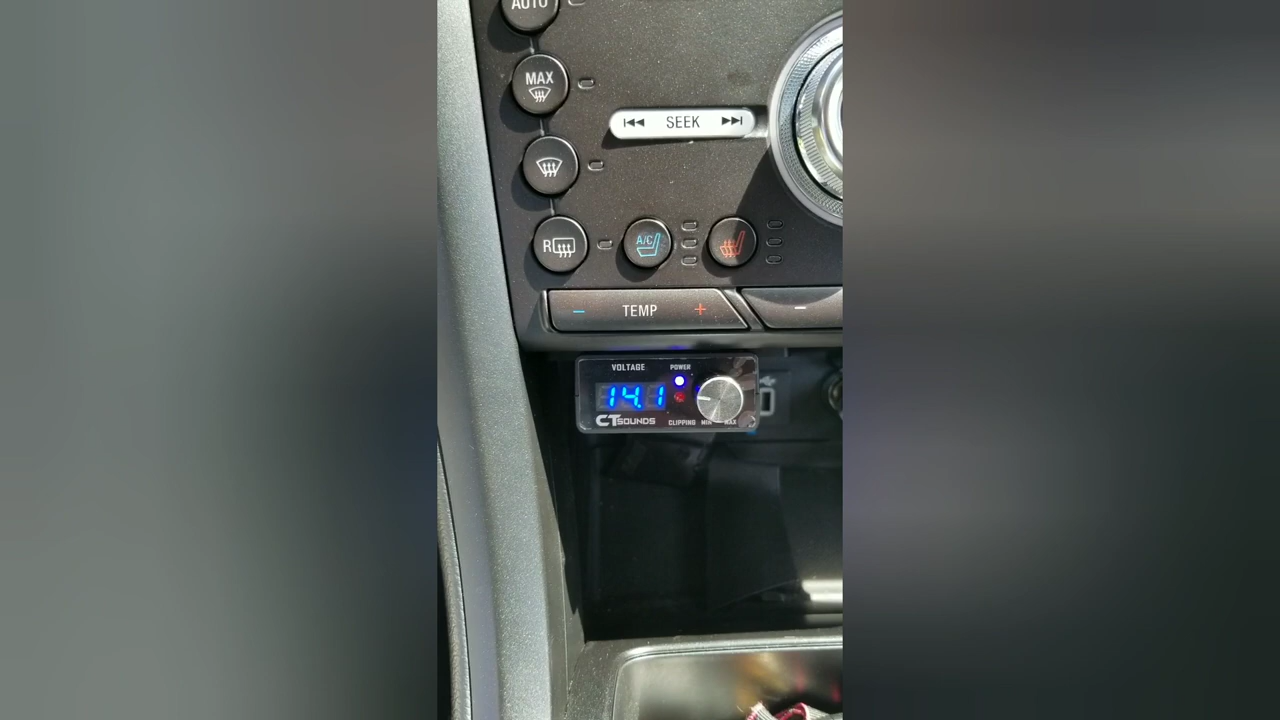 AUTO
MAX
SEEK
R
A/C
− TEMP +
−
VOLTAGE POWER
14.1
CT SOUNDS
CLIPPING MIN MAX